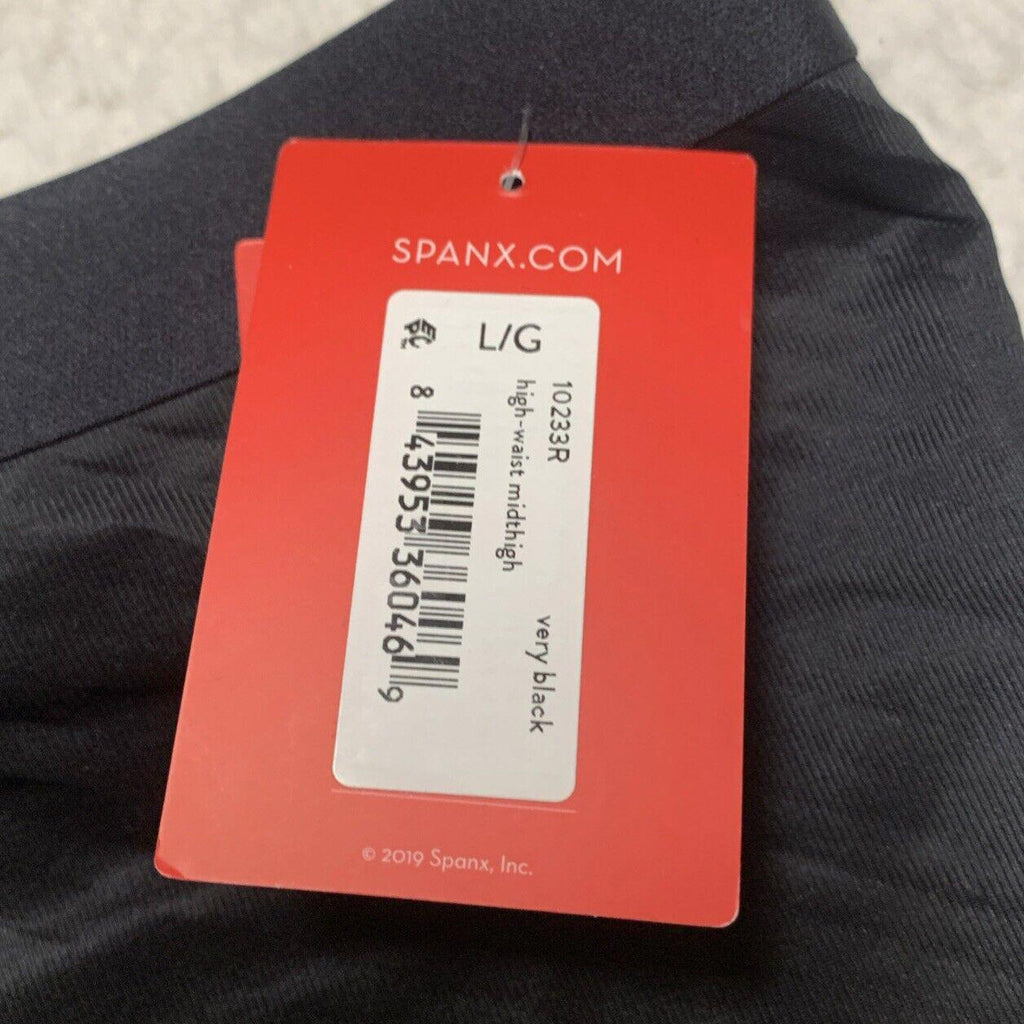 SPANX.COM
L/G
10233R
high-waist midthigh
very black
8 43953 36046 9
© 2019 Spanx, Inc.